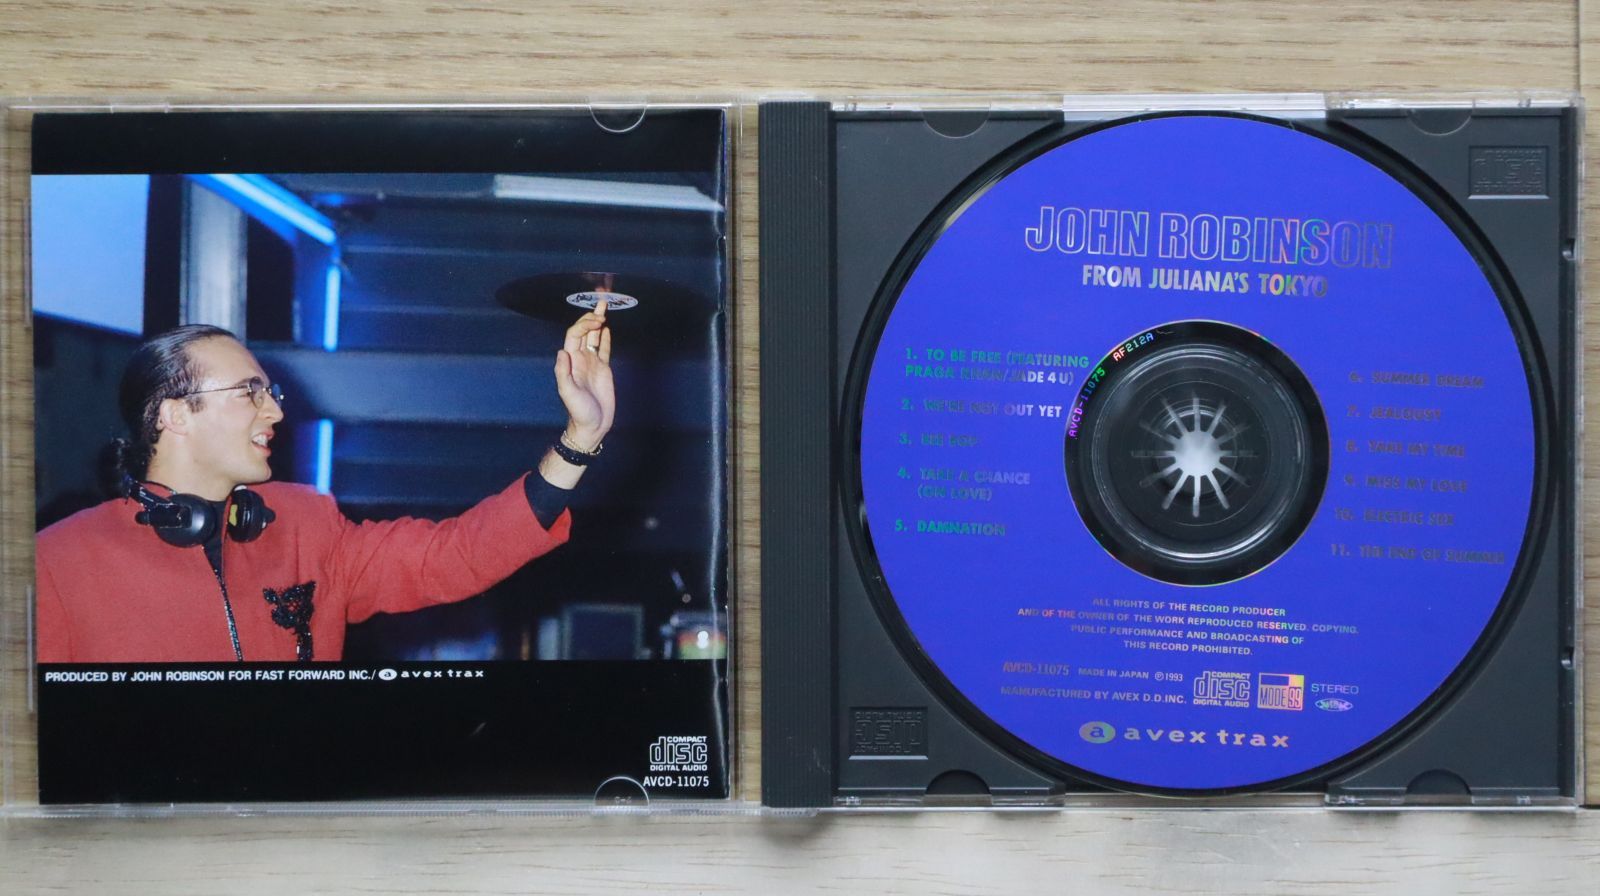 PRODUCED BY JOHN ROBINSON FOR FAST FORWARD INC./ a avex trax
COMPACT
disc
DIGITAL AUDIO
AVCD-11075
JOHN ROBINSON
FROM JULIANA'S TOKYO
1. TO BE FREE (FEATURING
PRAGA KHAN/JADE 4 U)
2. WE'RE NOT OUT YET
3. BEE BOP
4. TAKE A CHANCE
(ON LOVE)
5. DAMNATION
AVCD-11075 AF212A
6. SUMMER DREAM
7. JEALOUSY
8. TAKE MY TIME
9. MISS MY LOVE
10. ELECTRIC SEX
11. THE END OF SUMMER
ALL RIGHTS OF THE RECORD PRODUCER
AND OF THE OWNER OF THE WORK REPRODUCED RESERVED. COPYING,
PUBLIC PERFORMANCE AND BROADCASTING OF
THIS RECORD PROHIBITED.
AVCD-11075 MADE IN JAPAN ℗1993
MANUFACTURED BY AVEX D.D.INC.
COMPACT
disc
DIGITAL AUDIO
MODE 99
STEREO
a avex trax